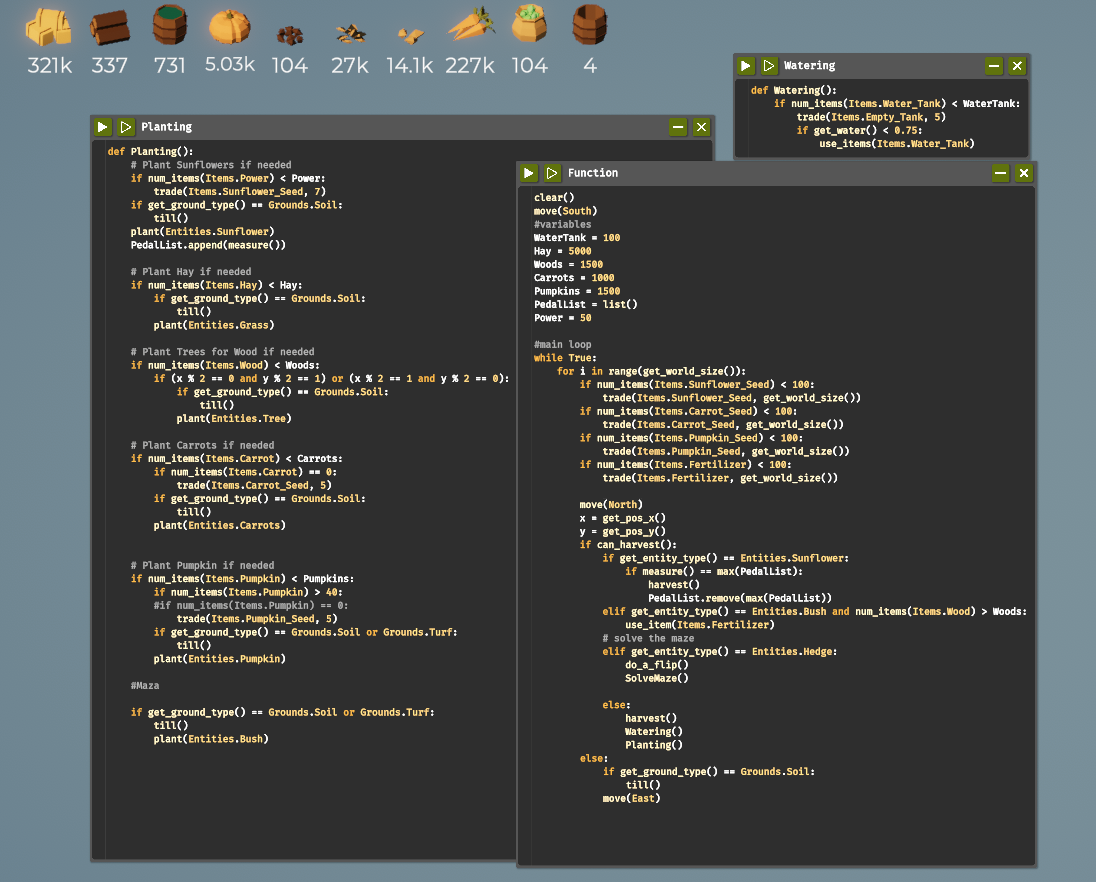 321k 337 731 5.03k 104 27k 14.1k 227k 104 4
Watering
def Watering():
    if num_items(Items.Water_Tank) < WaterTank:
        trade(Items.Empty_Tank, 5)
        if get_water() < 0.75:
            use_items(Items.Water_Tank)
Planting
def Planting():
    # Plant Sunflowers if needed
    if num_items(Items.Power) < Power:
        trade(Items.Sunflower_Seed, 7)
    if get_ground_type() == Grounds.Soil:
        till()
    plant(Entities.Sunflower)
    PedalList.append(measure())
    # Plant Hay if needed
    if num_items(Items.Hay) < Hay:
        if get_ground_type() == Grounds.Soil:
            till()
        plant(Entities.Grass)
    # Plant Trees for Wood if needed
    if num_items(Items.Wood) < Woods:
        if (x % 2 == 0 and y % 2 == 1) or (x % 2 == 1 and y % 2 == 0):
            if get_ground_type() == Grounds.Soil:
                till()
            plant(Entities.Tree)
    # Plant Carrots if needed
    if num_items(Items.Carrot) < Carrots:
        if num_items(Items.Carrot) == 0:
            trade(Items.Carrot_Seed, 5)
        if get_ground_type() == Grounds.Soil:
            till()
        plant(Entities.Carrots)
    # Plant Pumpkin if needed
    if num_items(Items.Pumpkin) < Pumpkins:
        if num_items(Items.Pumpkin) > 40:
        #if num_items(Items.Pumpkin) == 0:
            trade(Items.Pumpkin_Seed, 5)
        if get_ground_type() == Grounds.Soil or Grounds.Turf:
            till()
        plant(Entities.Pumpkin)
    #Maza
    if get_ground_type() == Grounds.Soil or Grounds.Turf:
        till()
        plant(Entities.Bush)
Function
clear()
move(South)
#variables
WaterTank = 100
Hay = 5000
Woods = 1500
Carrots = 1000
Pumpkins = 1500
PedalList = list()
Power = 50
#main loop
while True:
    for i in range(get_world_size()):
        if num_items(Items.Sunflower_Seed) < 100:
            trade(Items.Sunflower_Seed, get_world_size())
        if num_items(Items.Carrot_Seed) < 100:
            trade(Items.Carrot_Seed, get_world_size())
        if num_items(Items.Pumpkin_Seed) < 100:
            trade(Items.Pumpkin_Seed, get_world_size())
        if num_items(Items.Fertilizer) < 100:
            trade(Items.Fertilizer, get_world_size())
        move(North)
        x = get_pos_x()
        y = get_pos_y()
        if can_harvest():
            if get_entity_type() == Entities.Sunflower:
                if measure() == max(PedalList):
                    harvest()
                    PedalList.remove(max(PedalList))
            elif get_entity_type() == Entities.Bush and num_items(Items.Wood) > Woods:
                use_item(Items.Fertilizer)
            # solve the maze
            elif get_entity_type() == Entities.Hedge:
                do_a_flip()
                SolveMaze()
            else:
                harvest()
                Watering()
                Planting()
        else:
            if get_ground_type() == Grounds.Soil:
                till()
            move(East)